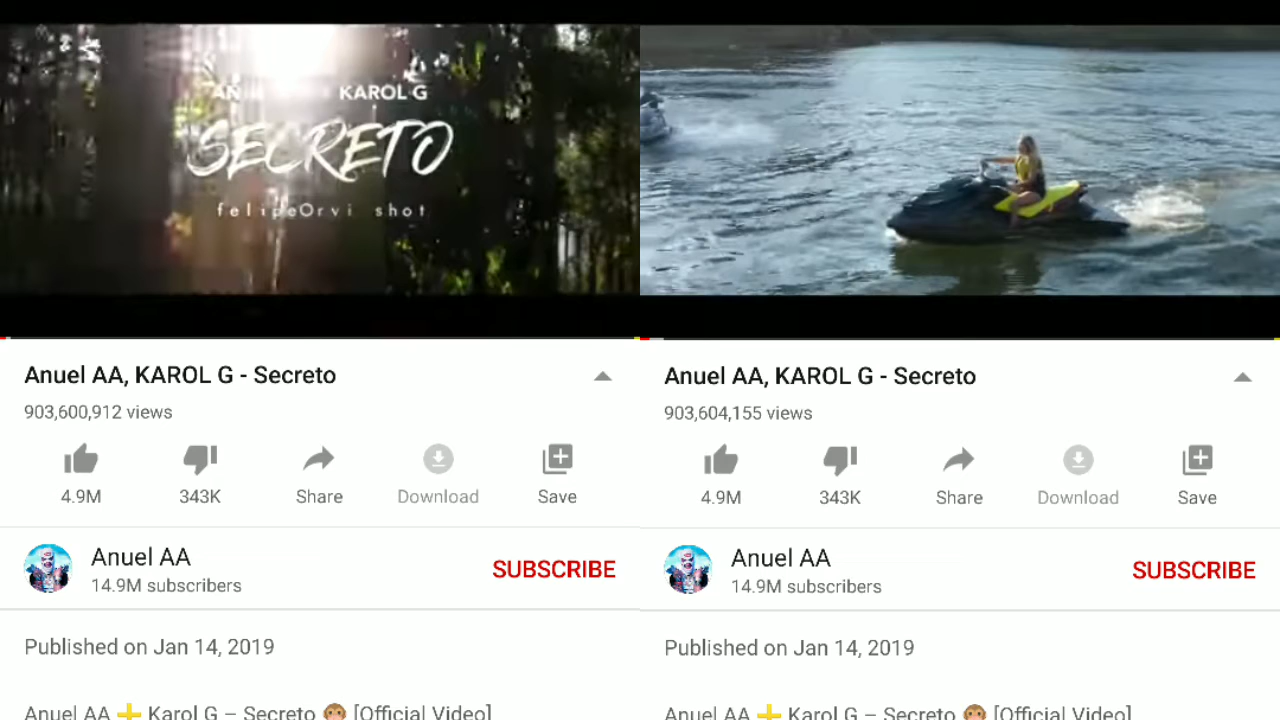 KAROL G
SECRETO
felipeOrvi shot
Anuel AA, KAROL G - Secreto
903,600,912 views
4.9M
343K
Share
Download
Save
Anuel AA
14.9M subscribers
SUBSCRIBE
Published on Jan 14, 2019
Anuel AA ➕ Karol G – Secreto 🙊 [Official Video]
Anuel AA, KAROL G - Secreto
903,604,155 views
4.9M
343K
Share
Download
Save
Anuel AA
14.9M subscribers
SUBSCRIBE
Published on Jan 14, 2019
Anuel AA ➕ Karol G – Secreto 🙊 [Official Video]